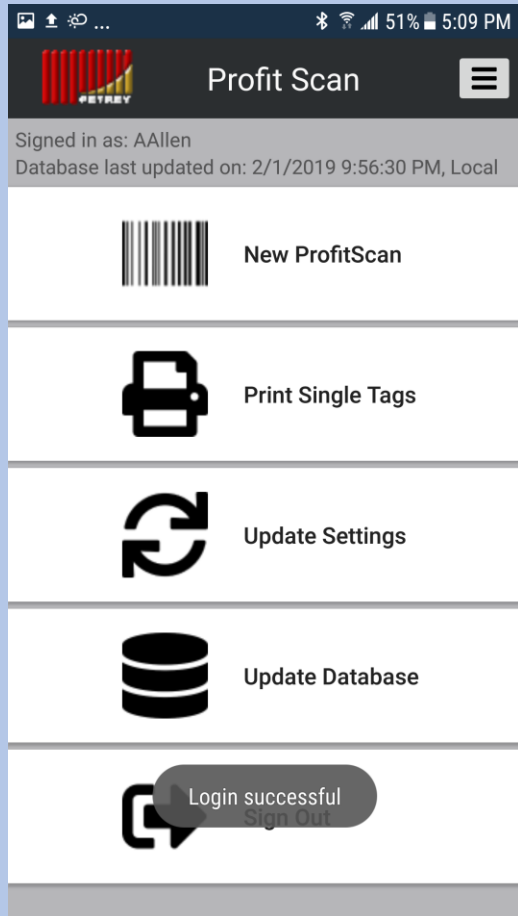 ... 51% 5:09 PM
PETREY
Profit Scan
Signed in as: AAllen
Database last updated on: 2/1/2019 9:56:30 PM, Local
New ProfitScan
Print Single Tags
Update Settings
Update Database
Login successful
Sign Out